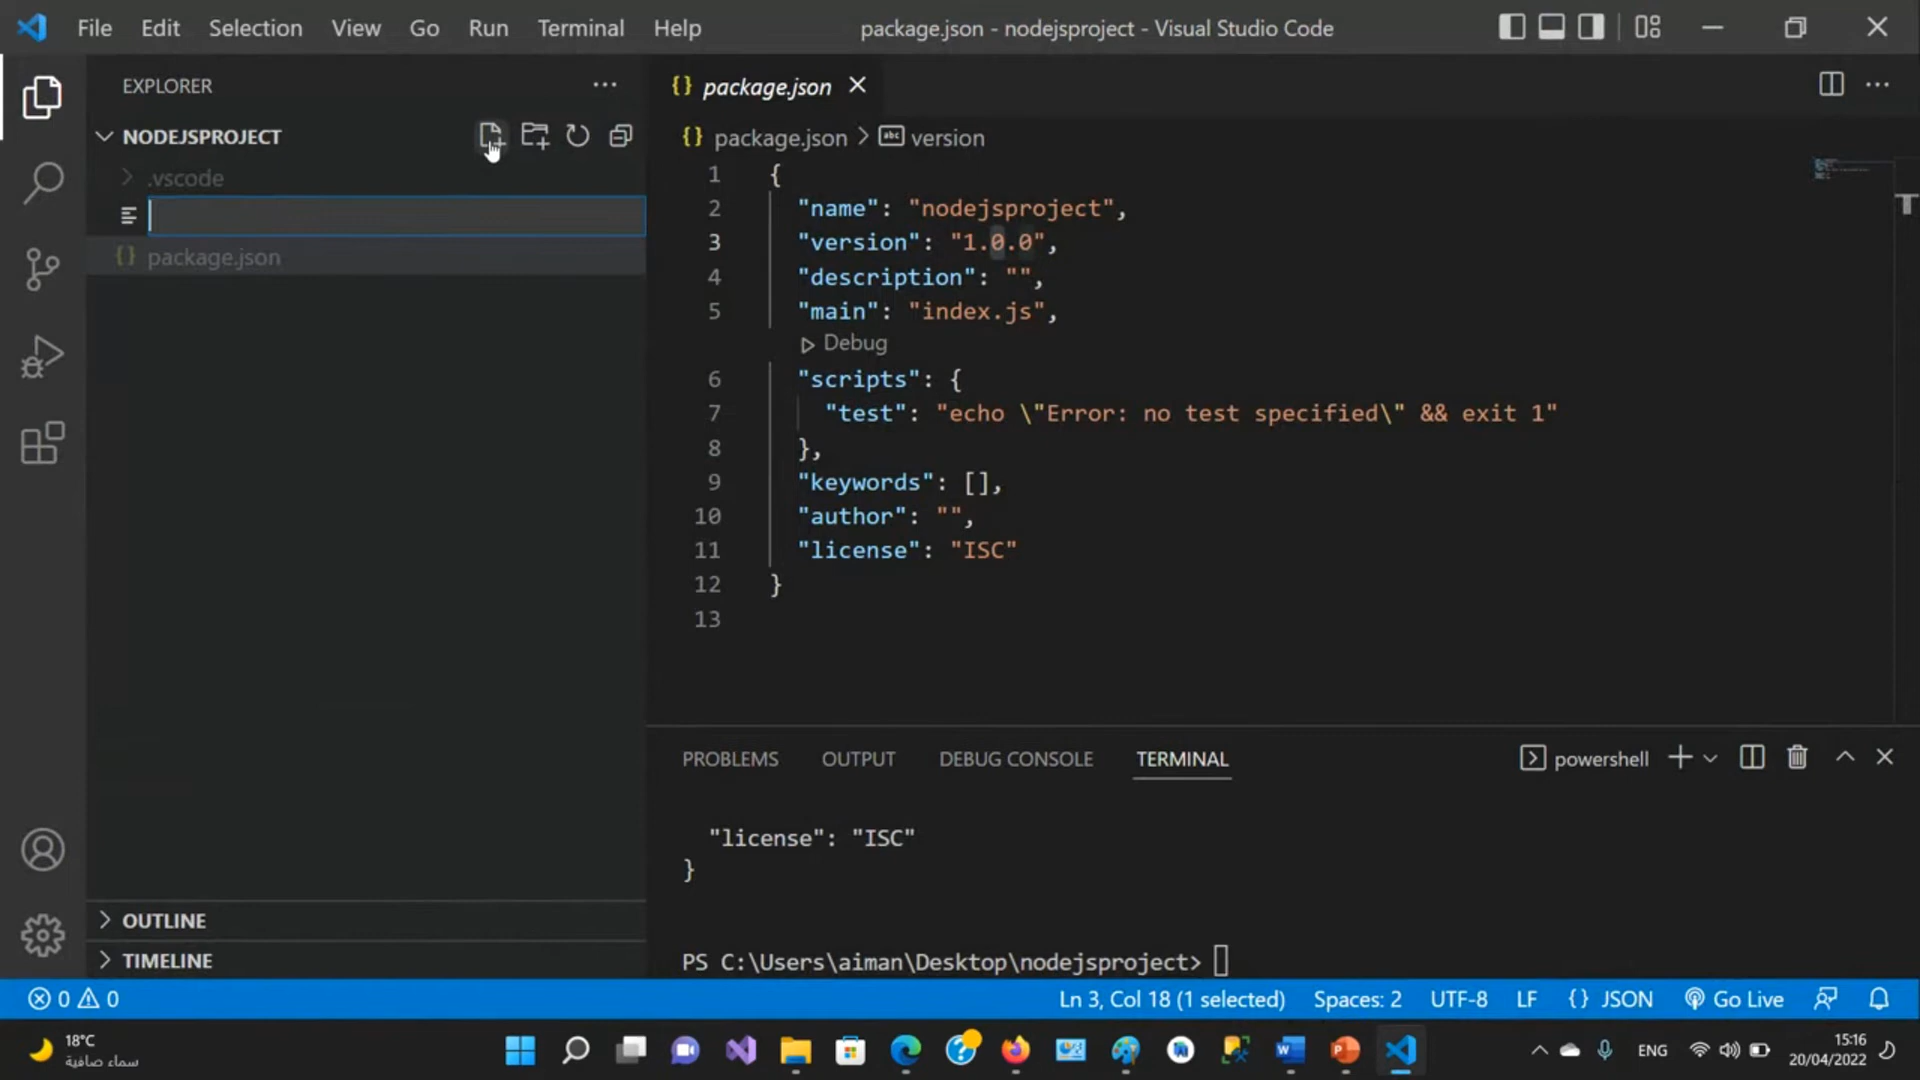 File Edit Selection View Go Run Terminal Help
package.json - nodejsproject - Visual Studio Code
EXPLORER
NODEJSPROJECT
.vscode
package.json
OUTLINE
TIMELINE
package.json
package.json > version
1 {
2 "name": "nodejsproject",
3 "version": "1.0.0",
4 "description": "",
5 "main": "index.js",
Debug
6 "scripts": {
7 "test": "echo \"Error: no test specified\" && exit 1"
8 },
9 "keywords": [],
10 "author": "",
11 "license": "ISC"
12 }
13
PROBLEMS OUTPUT DEBUG CONSOLE TERMINAL powershell
"license": "ISC"
}
PS C:\Users\aiman\Desktop\nodejsproject>
0 0 Ln 3, Col 18 (1 selected) Spaces: 2 UTF-8 LF {} JSON Go Live
18°C
سماء صافية
ENG
15:16
20/04/2022